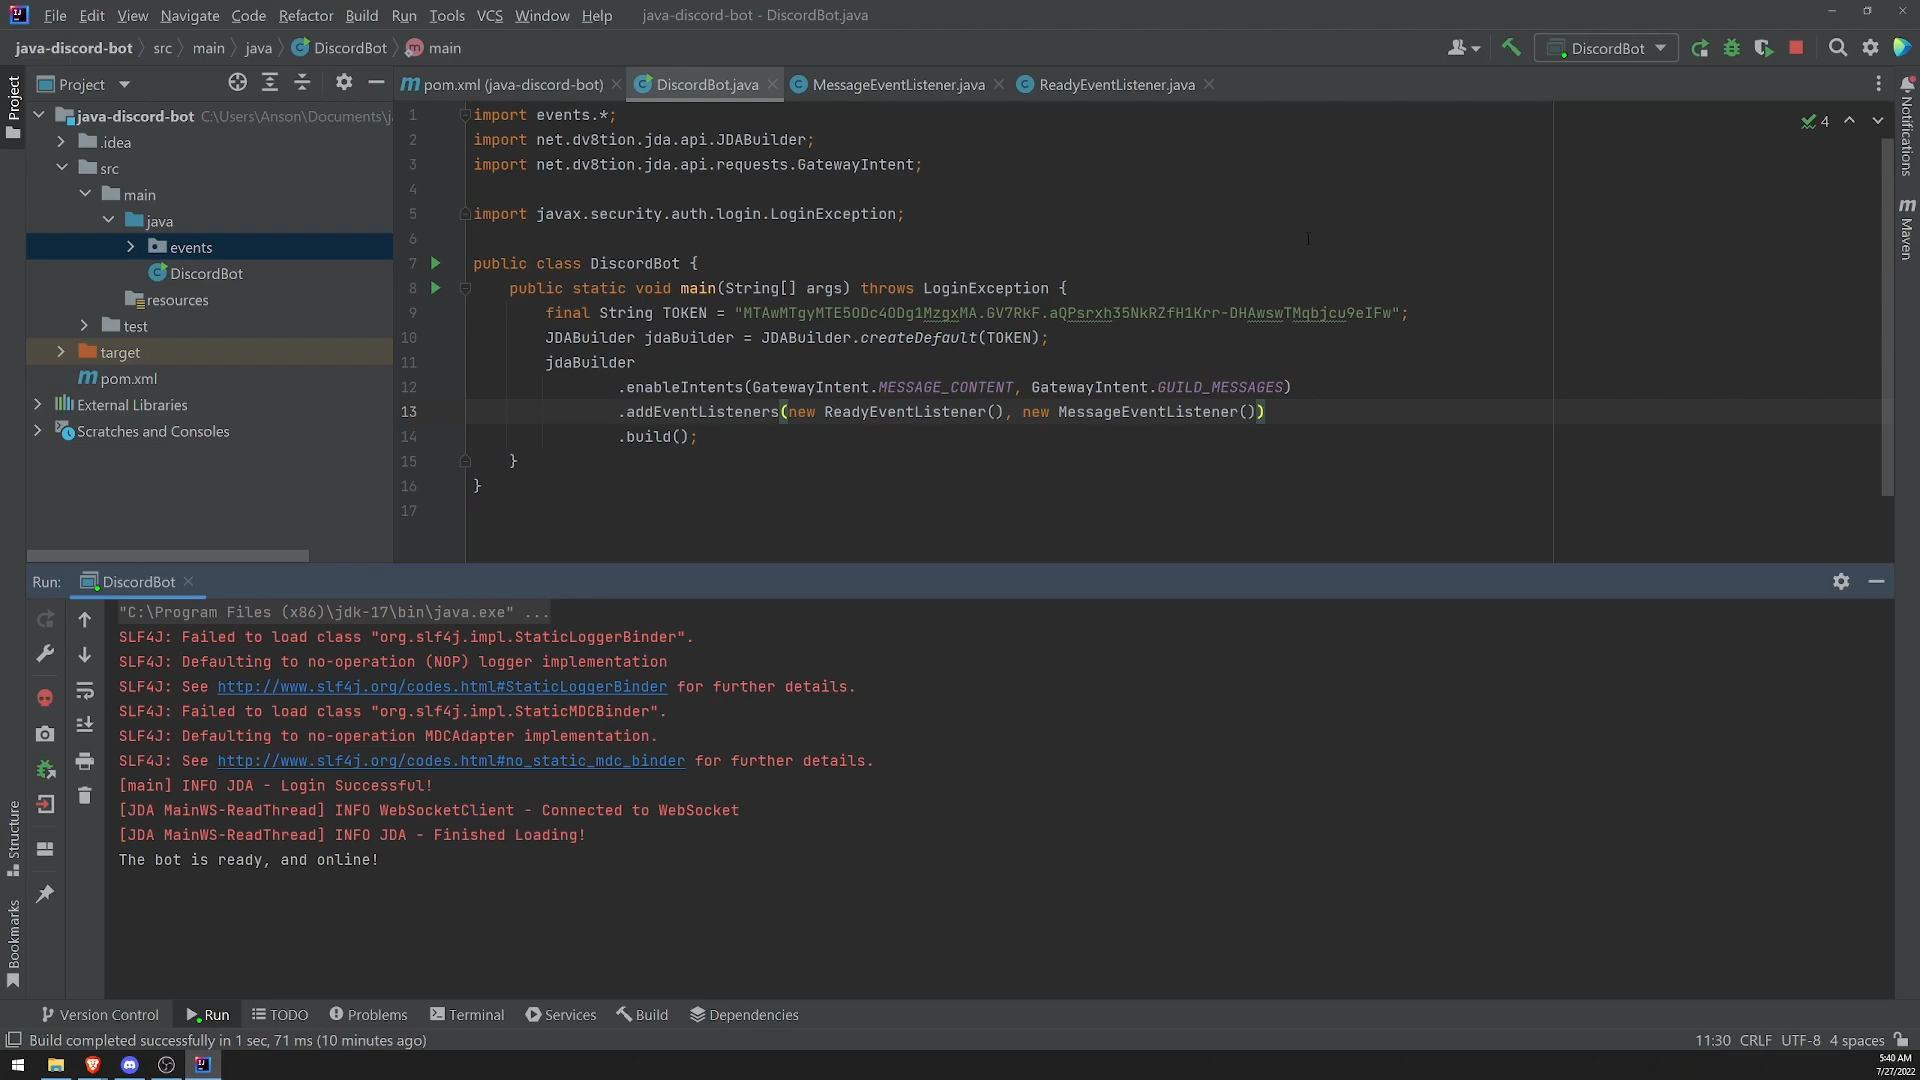 File Edit View Navigate Code Refactor Build Run Tools VCS Window Help java-discord-bot - DiscordBot.java
java-discord-bot src main java DiscordBot main DiscordBot
Project pom.xml (java-discord-bot) DiscordBot.java MessageEventListener.java ReadyEventListener.java
Project
java-discord-bot C:\Users\Anson\Documents\j
.idea
src
main
java
events
DiscordBot
resources
test
target
pom.xml
External Libraries
Scratches and Consoles
4
1 import events.*;
2 import net.dv8tion.jda.api.JDABuilder;
3 import net.dv8tion.jda.api.requests.GatewayIntent;
4
5 import javax.security.auth.login.LoginException;
6
7 public class DiscordBot {
8 public static void main(String[] args) throws LoginException {
9 final String TOKEN = "MTAwMTgyMTE5ODc4ODg1MzgxMA.GV7RkF.aQPsrxh35NkRZfH1Krr-DHAwswTMqbjcu9eIFw";
10 JDABuilder jdaBuilder = JDABuilder.createDefault(TOKEN);
11 jdaBuilder
12 .enableIntents(GatewayIntent.MESSAGE_CONTENT, GatewayIntent.GUILD_MESSAGES)
13 .addEventListeners(new ReadyEventListener(), new MessageEventListener())
14 .build();
15 }
16 }
17
Notifications
Maven
Run: DiscordBot
"C:\Program Files (x86)\jdk-17\bin\java.exe" ...
SLF4J: Failed to load class "org.slf4j.impl.StaticLoggerBinder".
SLF4J: Defaulting to no-operation (NOP) logger implementation
SLF4J: See http://www.slf4j.org/codes.html#StaticLoggerBinder for further details.
SLF4J: Failed to load class "org.slf4j.impl.StaticMDCBinder".
SLF4J: Defaulting to no-operation MDCAdapter implementation.
SLF4J: See http://www.slf4j.org/codes.html#no_static_mdc_binder for further details.
[main] INFO JDA - Login Successful!
[JDA MainWS-ReadThread] INFO WebSocketClient - Connected to WebSocket
[JDA MainWS-ReadThread] INFO JDA - Finished Loading!
The bot is ready, and online!
Structure
Bookmarks
Version Control Run TODO Problems Terminal Services Build Dependencies
Build completed successfully in 1 sec, 71 ms (10 minutes ago) 11:30 CRLF UTF-8 4 spaces
5:40 AM
7/27/2022